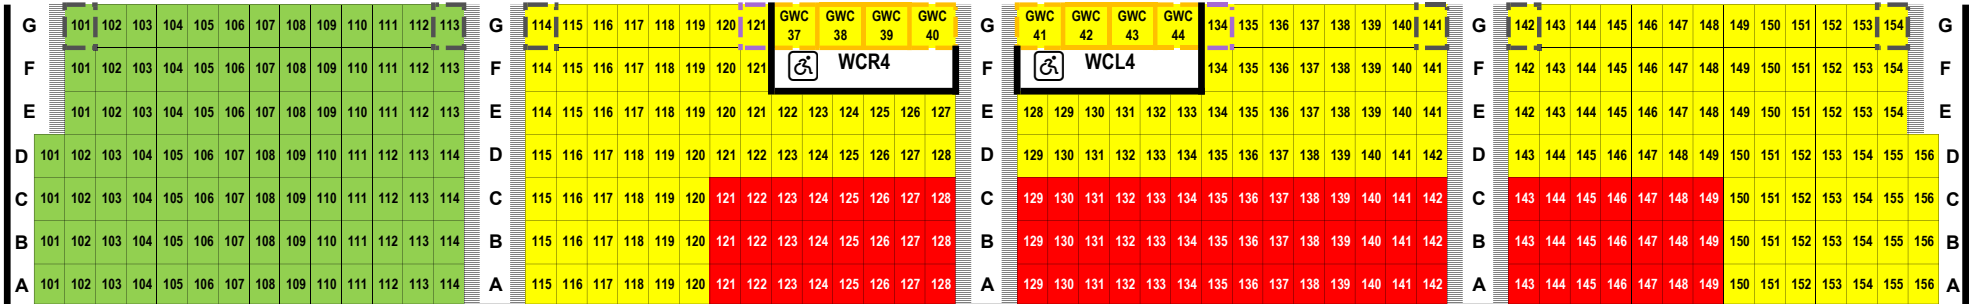 G 101 102 103 104 105 106 107 108 109 110 111 112 113 G 114 115 116 117 118 119 120 121 GWC 37 GWC 38 GWC 39 GWC 40 G GWC 41 GWC 42 GWC 43 GWC 44 134 135 136 137 138 139 140 141 G 142 143 144 145 146 147 148 149 150 151 152 153 154 G
F 101 102 103 104 105 106 107 108 109 110 111 112 113 F 114 115 116 117 118 119 120 121 WCR4 F WCL4 134 135 136 137 138 139 140 141 F 142 143 144 145 146 147 148 149 150 151 152 153 154 F
E 101 102 103 104 105 106 107 108 109 110 111 112 113 E 114 115 116 117 118 119 120 121 122 123 124 125 126 127 E 128 129 130 131 132 133 134 135 136 137 138 139 140 141 E 142 143 144 145 146 147 148 149 150 151 152 153 154 E
D 101 102 103 104 105 106 107 108 109 110 111 112 113 114 D 115 116 117 118 119 120 121 122 123 124 125 126 127 128 D 129 130 131 132 133 134 135 136 137 138 139 140 141 142 D 143 144 145 146 147 148 149 150 151 152 153 154 155 156 D
C 101 102 103 104 105 106 107 108 109 110 111 112 113 114 C 115 116 117 118 119 120 121 122 123 124 125 126 127 128 C 129 130 131 132 133 134 135 136 137 138 139 140 141 142 C 143 144 145 146 147 148 149 150 151 152 153 154 155 156 C
B 101 102 103 104 105 106 107 108 109 110 111 112 113 114 B 115 116 117 118 119 120 121 122 123 124 125 126 127 128 B 129 130 131 132 133 134 135 136 137 138 139 140 141 142 B 143 144 145 146 147 148 149 150 151 152 153 154 155 156 B
A 101 102 103 104 105 106 107 108 109 110 111 112 113 114 A 115 116 117 118 119 120 121 122 123 124 125 126 127 128 A 129 130 131 132 133 134 135 136 137 138 139 140 141 142 A 143 144 145 146 147 148 149 150 151 152 153 154 155 156 A